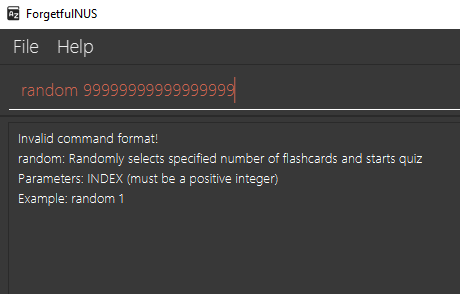 ForgetfulNUS
File Help
random 99999999999999999
Invalid command format!
random: Randomly selects specified number of flashcards and starts quiz
Parameters: INDEX (must be a positive integer)
Example: random 1